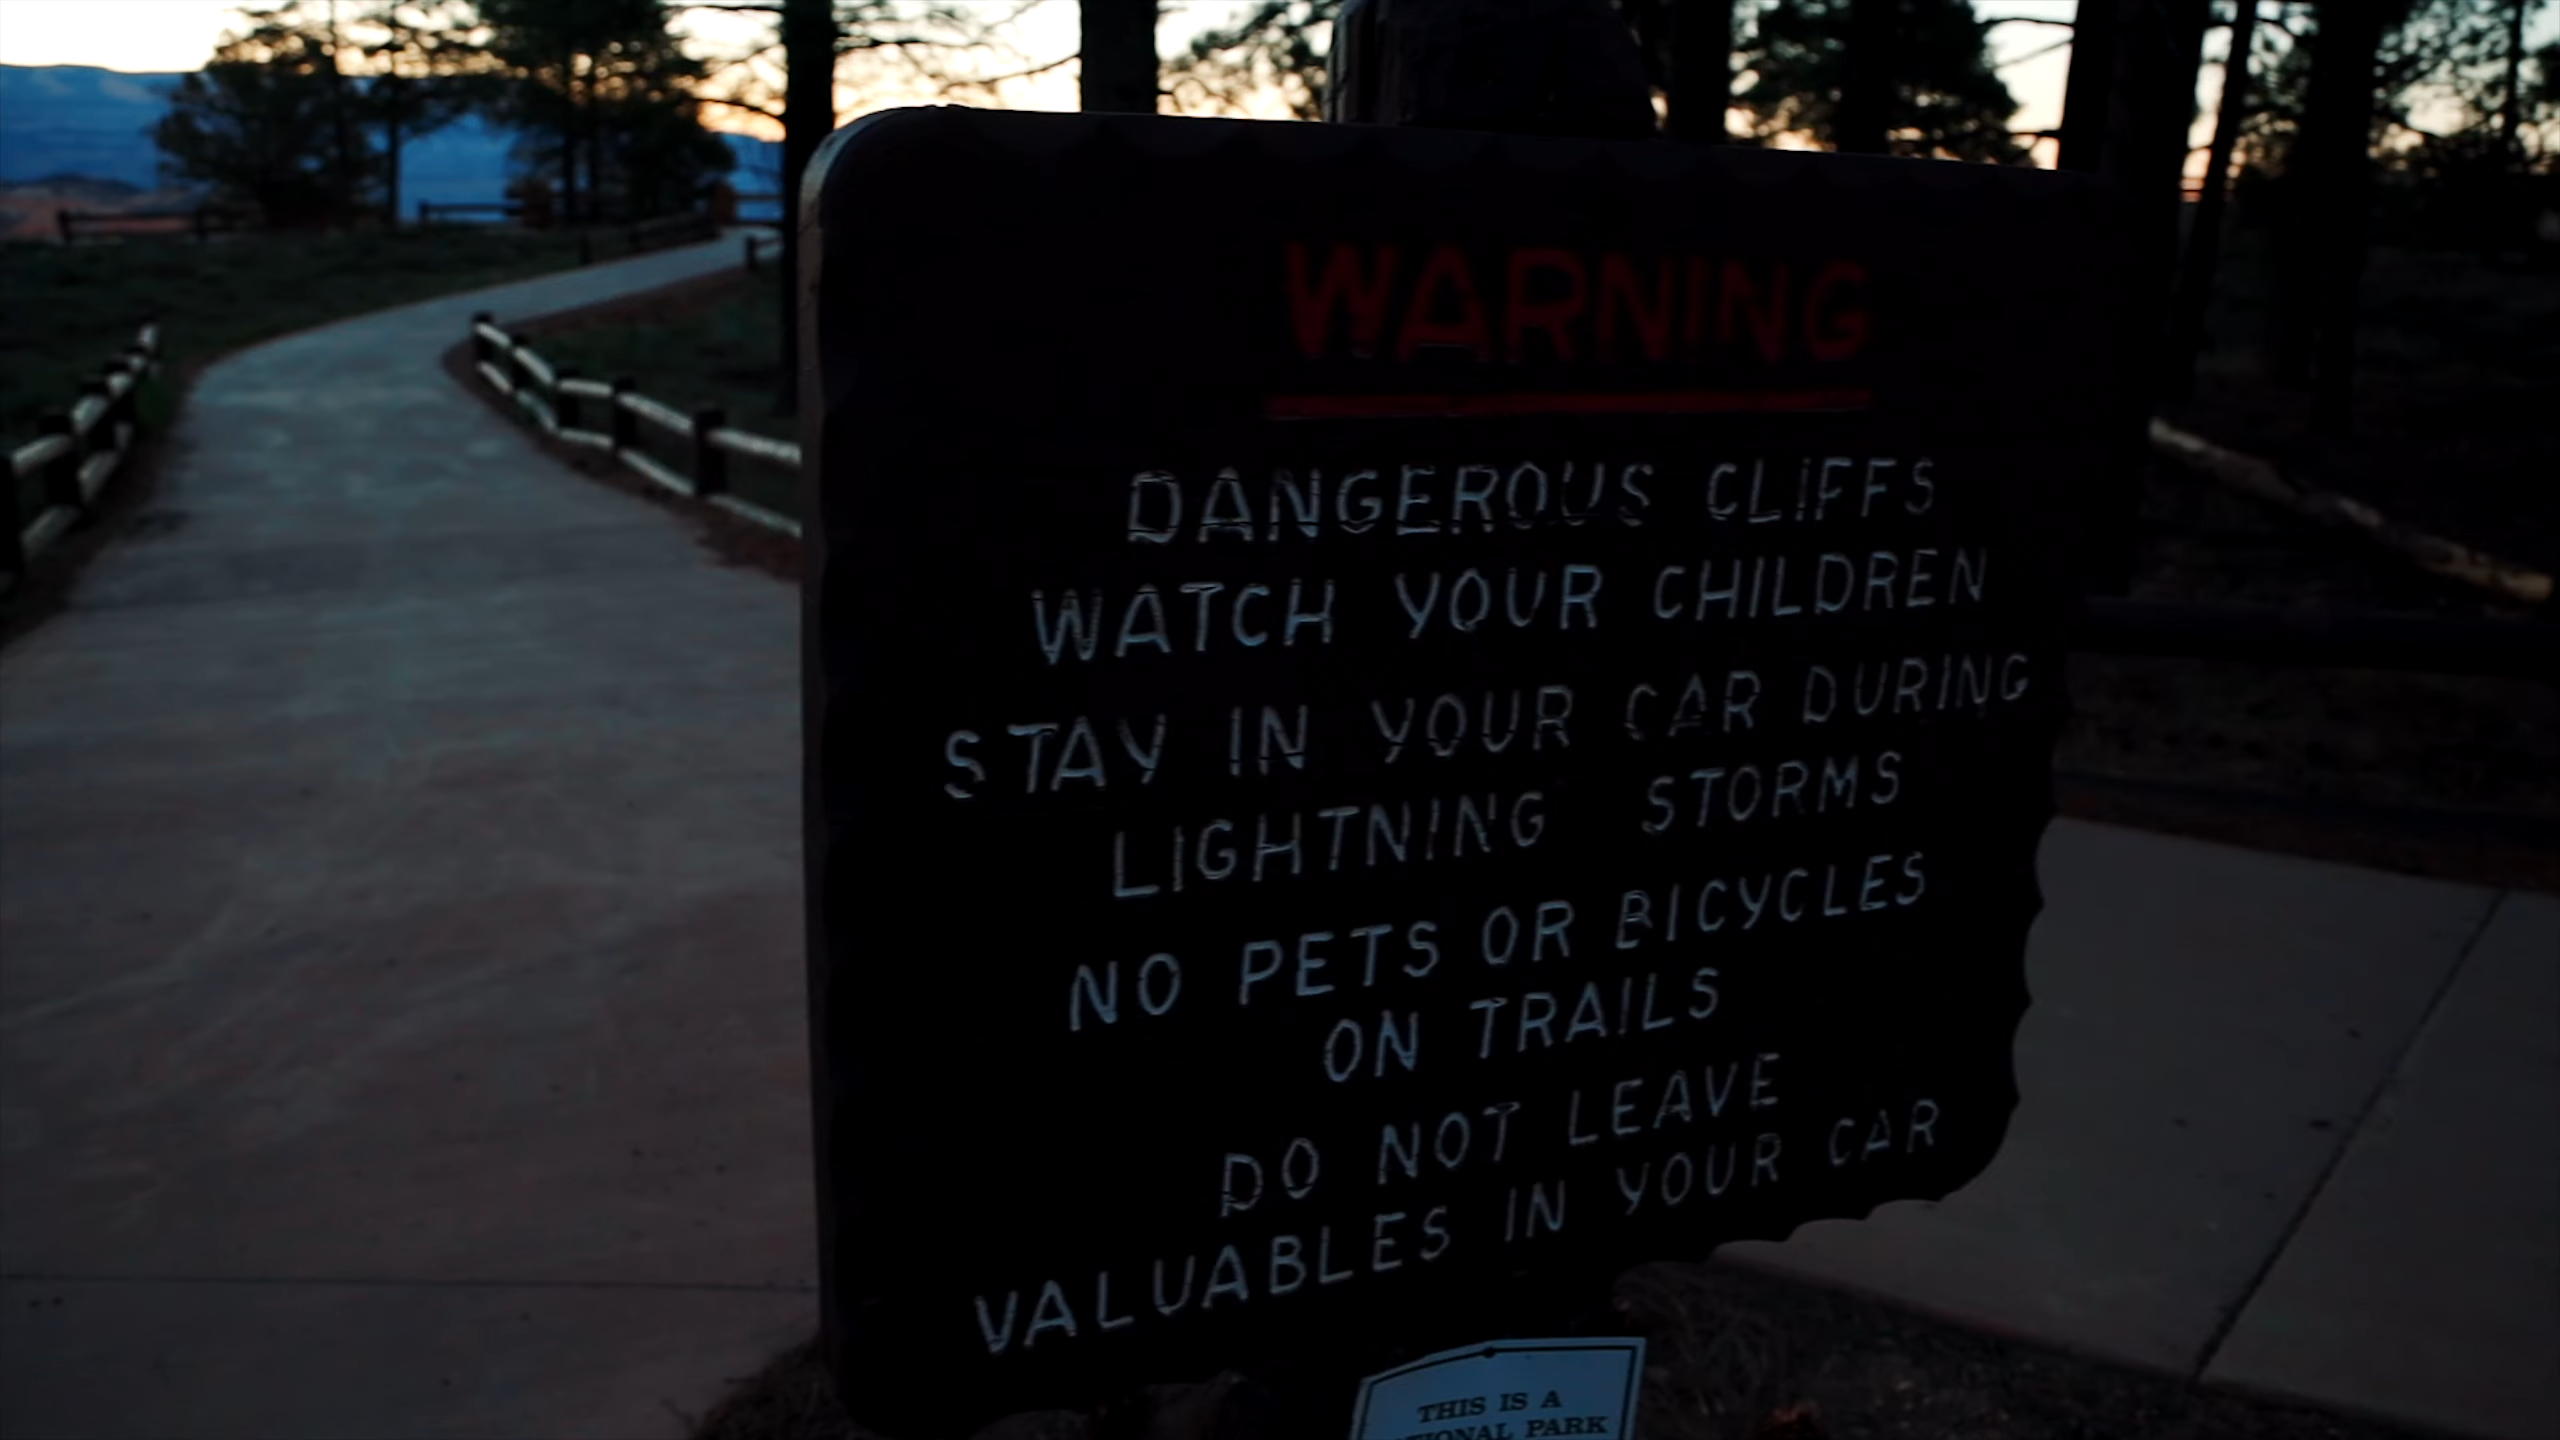 WARNING
DANGEROUS CLIFFS
WATCH YOUR CHILDREN
STAY IN YOUR CAR DURING
LIGHTNING STORMS
NO PETS OR BICYCLES
ON TRAILS
DO NOT LEAVE
VALUABLES IN YOUR CAR
THIS IS A
PARK